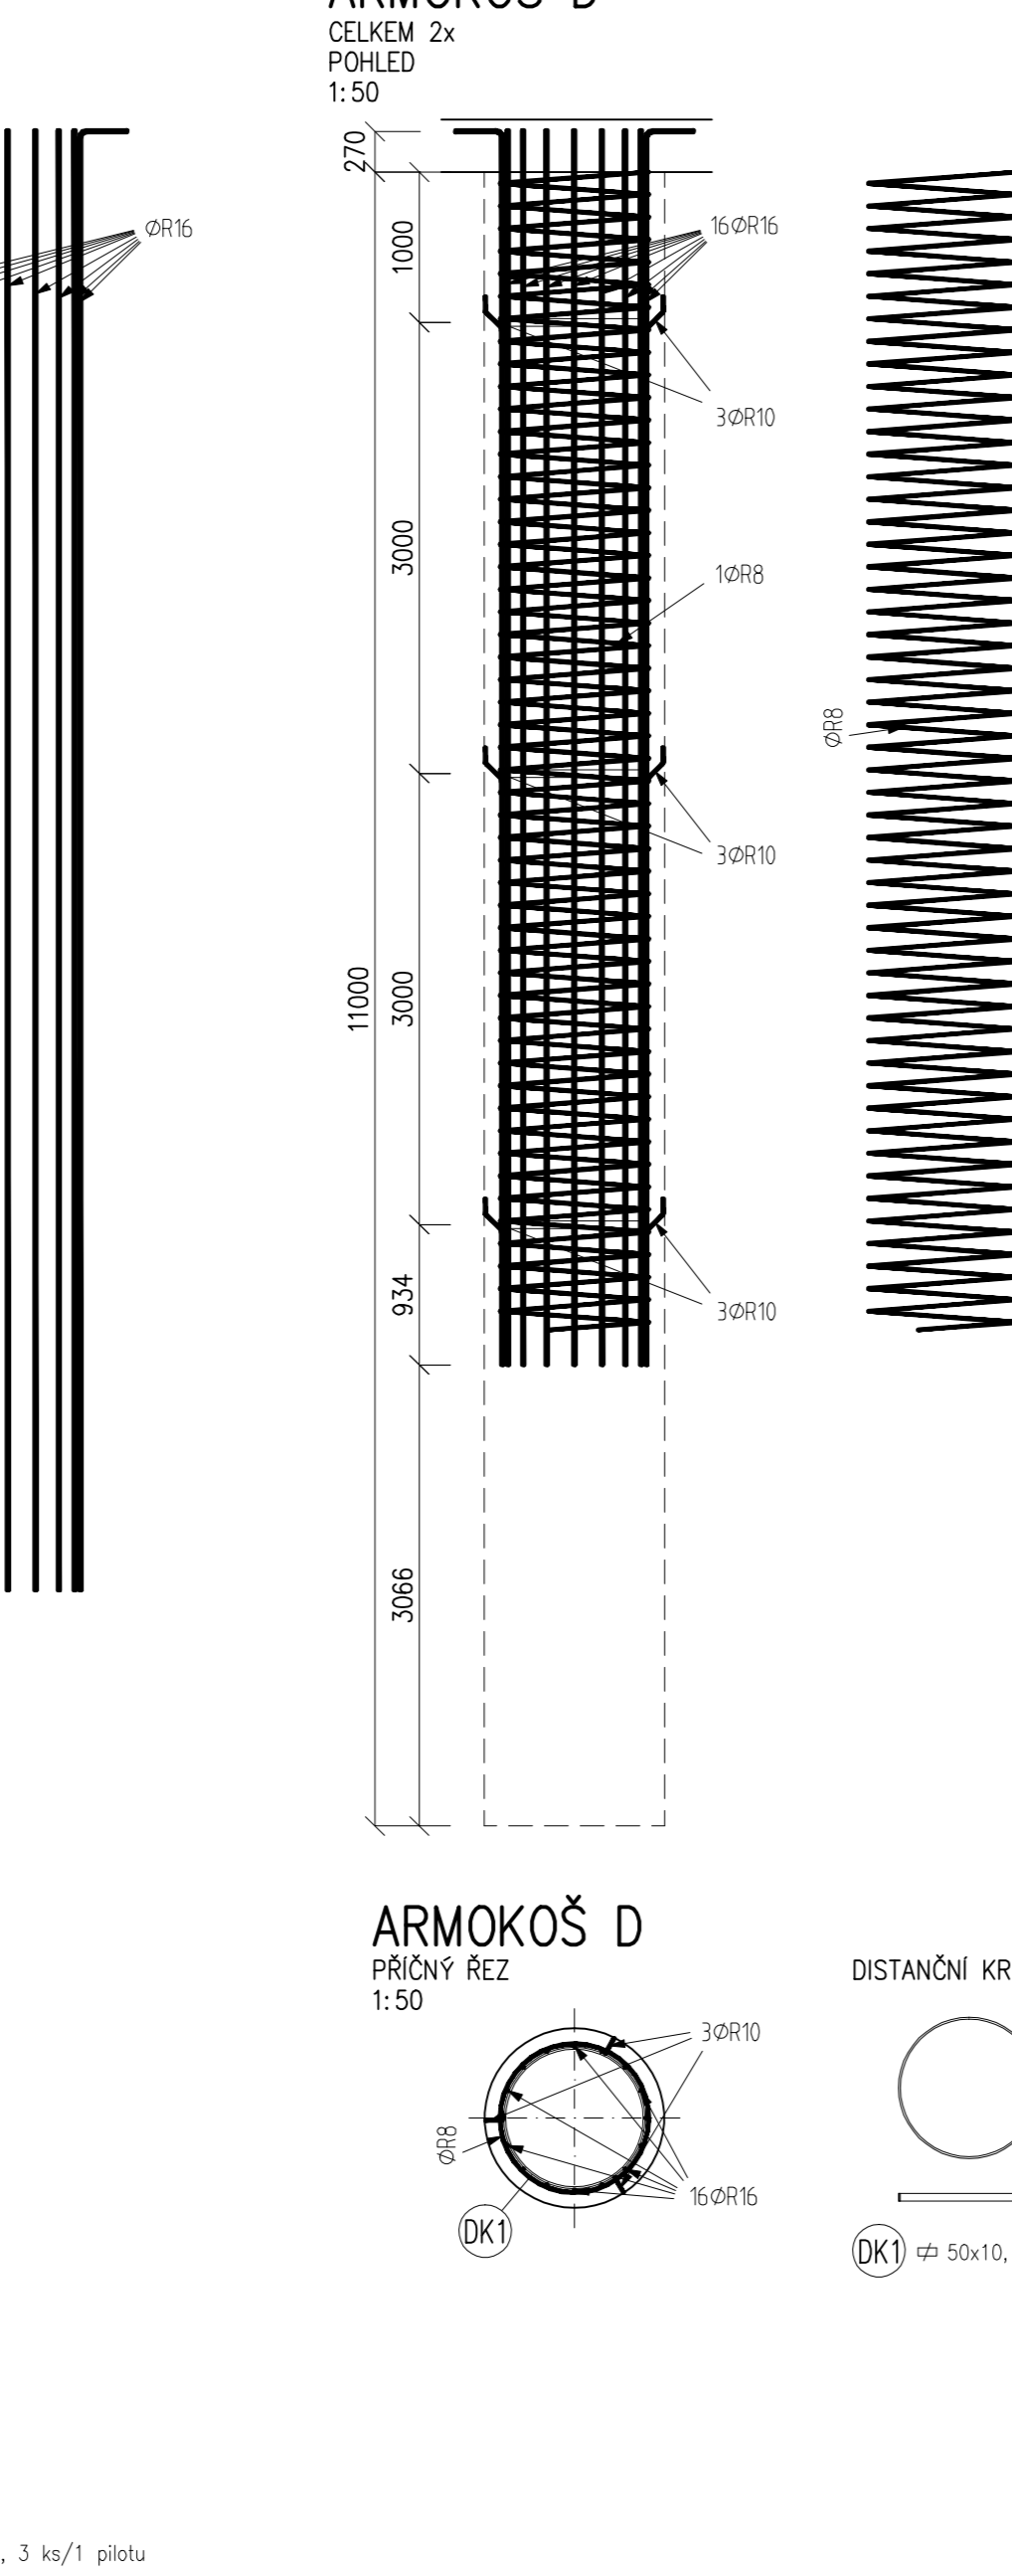 ARMOKOŠ D
CELKEM 2x
POHLED
1:50
270
ØR16
1000
16ØR16
3ØR10
3000
1ØR8
ØR8
3ØR10
11000
3000
934
3ØR10
3066
ARMOKOŠ D
PŘÍČNÝ ŘEZ
1:50
DISTANČNÍ KR
3ØR10
ØR8
16ØR16
DK1
DK1 50x10,
, 3 ks/1 pilotu